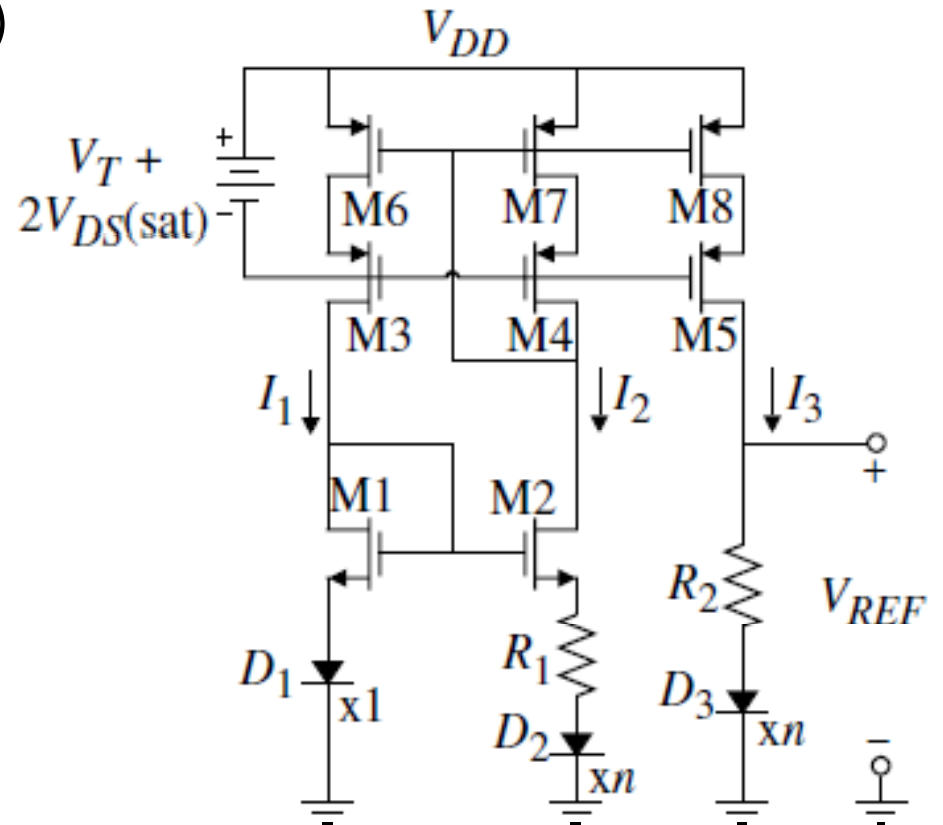 )
V_DD
+
V_T +
2V_DS(sat)
−
M6 M7 M8
M3 M4 M5
I_1 I_2 I_3
+
M1 M2
R_2 V_REF
D_1 R_1
x1 D_3
D_2 xn −
xn